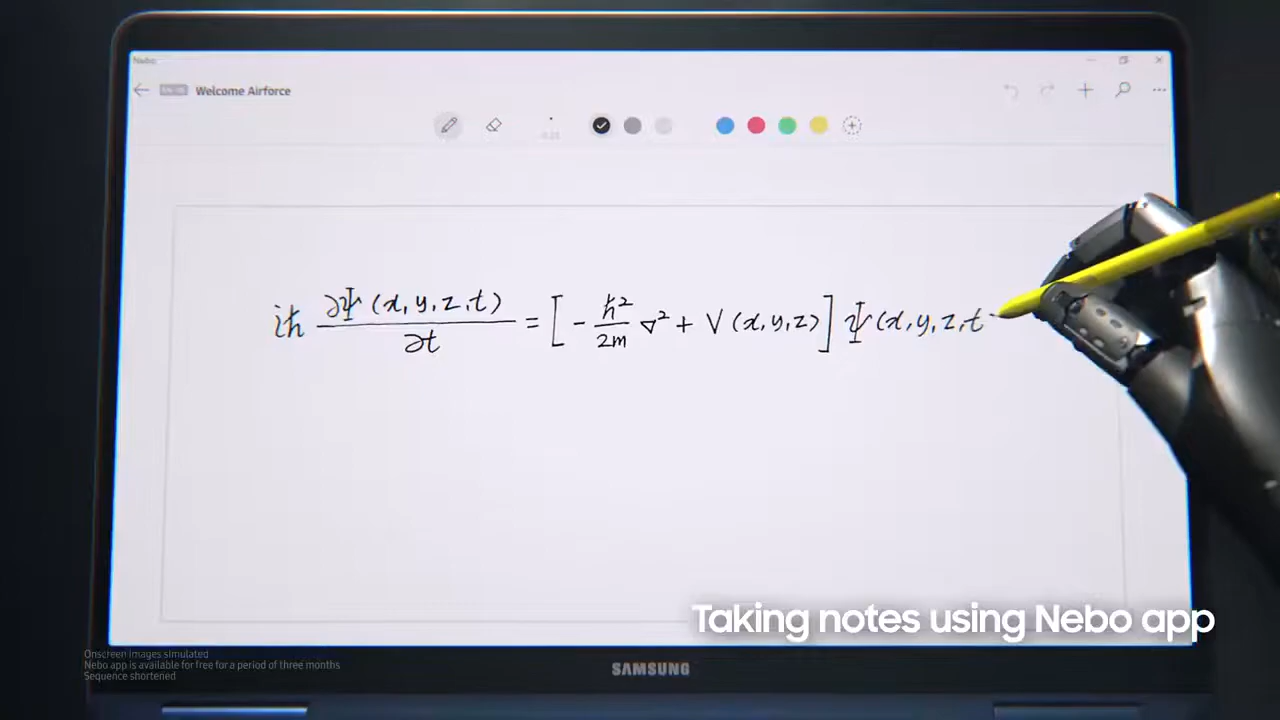 Nebo
Welcome Airforce
iħ ∂Ψ(x,y,z,t)/∂t = [-ħ²/2m ∇² + V(x,y,z)] Ψ(x,y,z,t
Taking notes using Nebo app
Onscreen images simulated
Nebo app is available for free for a period of three months
Sequence shortened
SAMSUNG